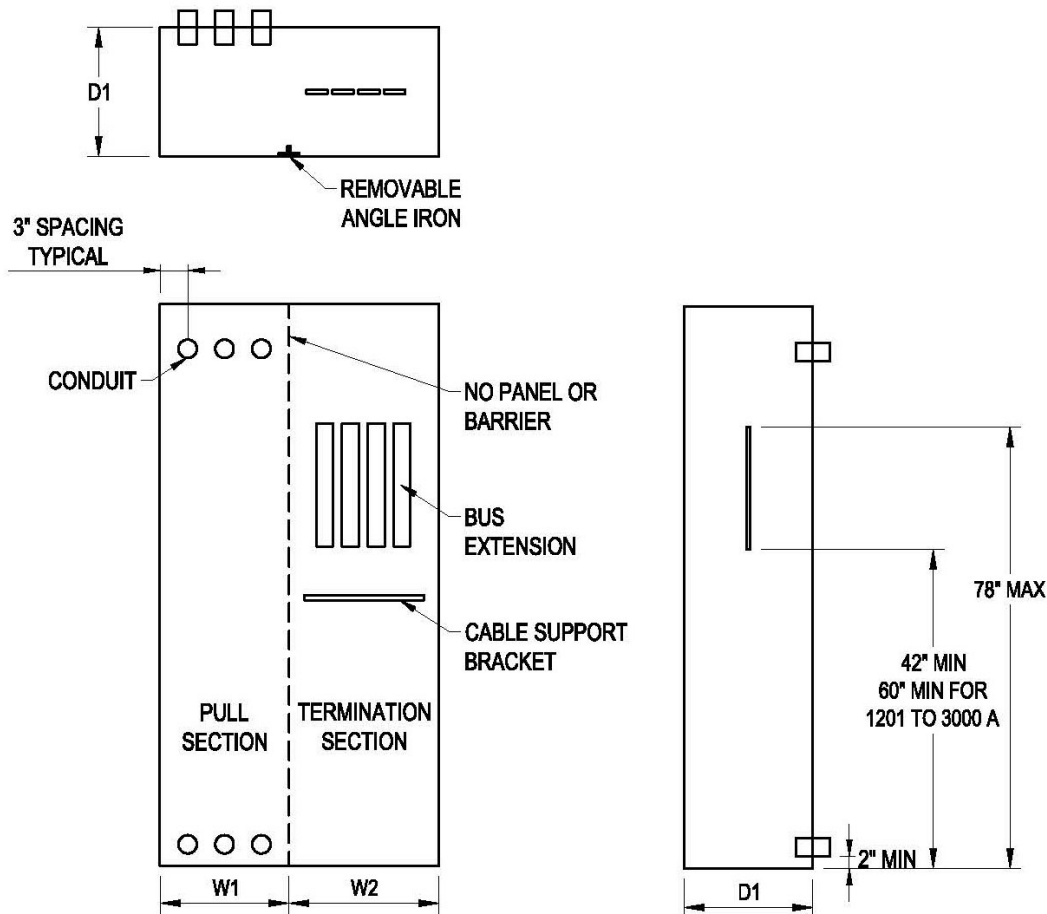 D1
REMOVABLE
ANGLE IRON
3" SPACING
TYPICAL
CONDUIT
NO PANEL OR
BARRIER
BUS
EXTENSION
CABLE SUPPORT
BRACKET
PULL
SECTION
TERMINATION
SECTION
W1
W2
78" MAX
42" MIN
60" MIN FOR
1201 TO 3000 A
2" MIN
D1